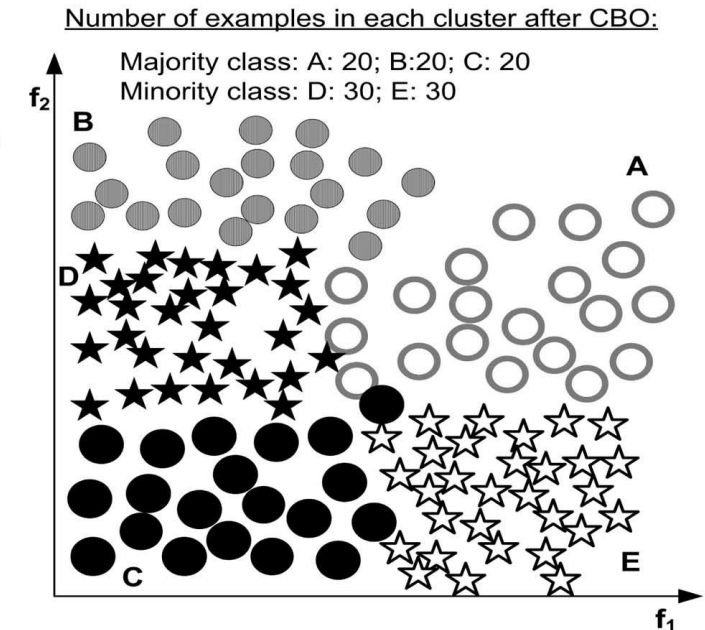 Number of examples in each cluster after CBO:
Majority class: A: 20; B:20; C: 20
Minority class: D: 30; E: 30
f2
B
A
D
C
E
f1